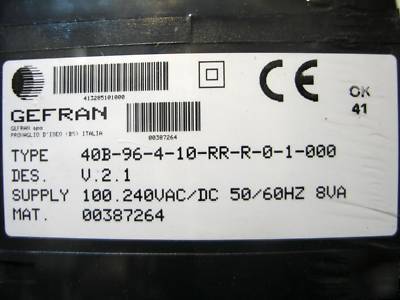 413285101000
CE
OK
41
GEFRAN
GEFRAN spa
PROVAGLIO D'ISEO (BS) ITALIA
00387264
TYPE 40B-96-4-10-RR-R-0-1-000
DES. V.2.1
SUPPLY 100.240VAC/DC 50/60HZ 8VA
MAT. 00387264